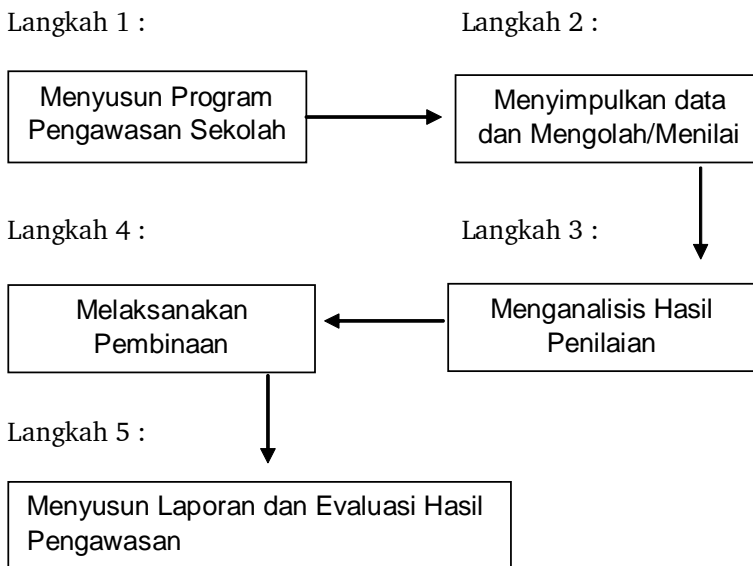 Langkah 1 :
Menyusun Program
Pengawasan Sekolah
Langkah 2 :
Menyimpulkan data
dan Mengolah/Menilai
Langkah 3 :
Menganalisis Hasil
Penilaian
Langkah 4 :
Melaksanakan
Pembinaan
Langkah 5 :
Menyusun Laporan dan Evaluasi Hasil
Pengawasan